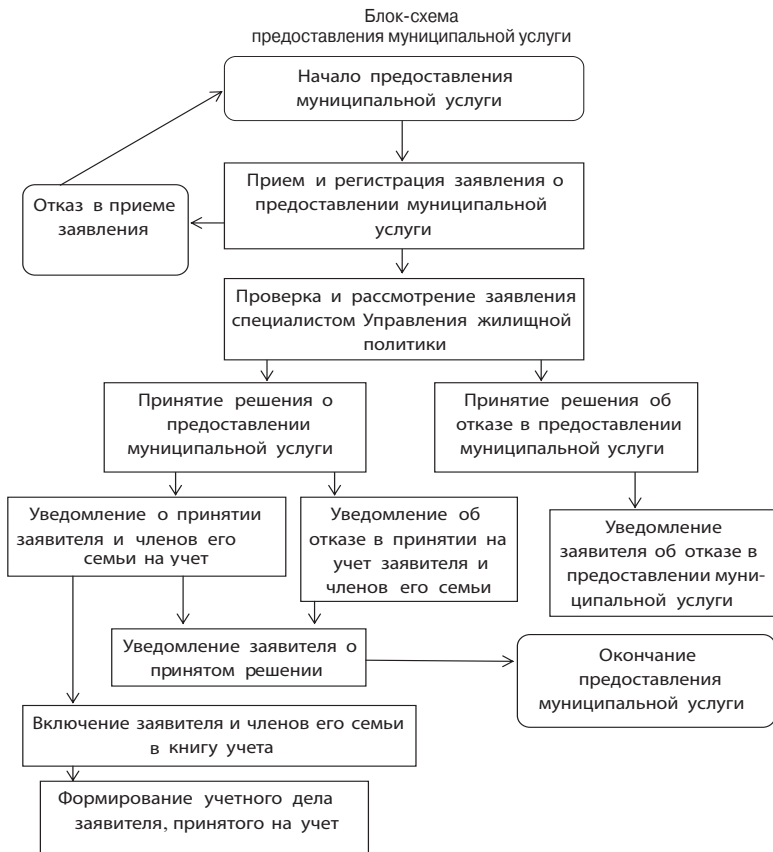 Блок-схема
предоставления муниципальной услуги
Начало предоставления
муниципальной услуги
Прием и регистрация заявления о
предоставлении муниципальной
услуги
Отказ в приеме
заявления
Проверка и рассмотрение заявления
специалистом Управления жилищной
политики
Принятие решения о
предоставлении
муниципальной услуги
Принятие решения об
отказе в предоставлении
муниципальной услуги
Уведомление о принятии
заявителя и членов его
семьи на учет
Уведомление об
отказе в принятии на
учет заявителя и
членов его семьи
Уведомление
заявителя об отказе в
предоставлении муни-
ципальной услуги
Уведомление заявителя о
принятом решении
Окончание
предоставления
муниципальной услуги
Включение заявителя и членов его семьи
в книгу учета
Формирование учетного дела
заявителя, принятого на учет